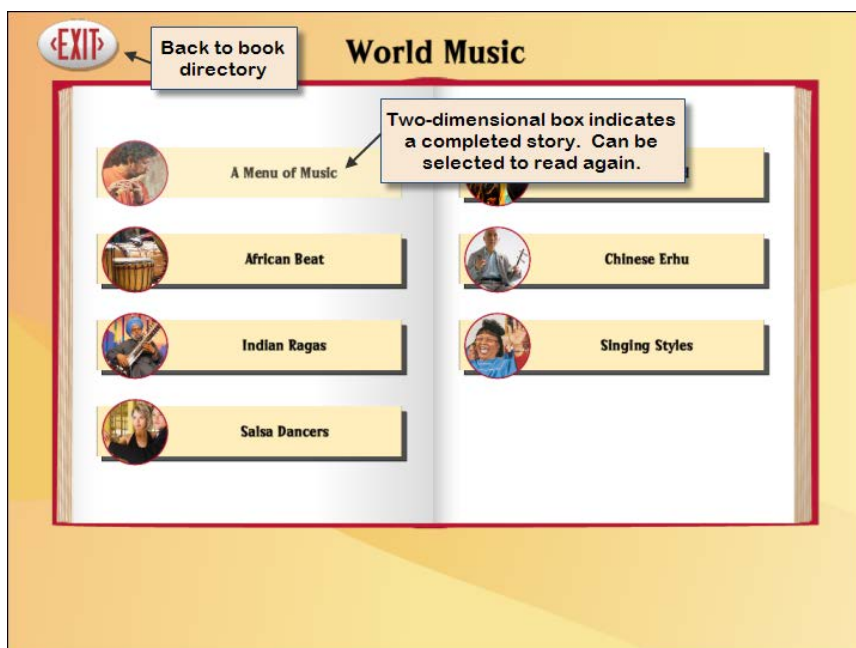 <EXIT>
Back to book
directory
World Music
Two-dimensional box indicates
a completed story. Can be
selected to read again.
A Menu of Music
African Beat
Chinese Erhu
Indian Ragas
Singing Styles
Salsa Dancers